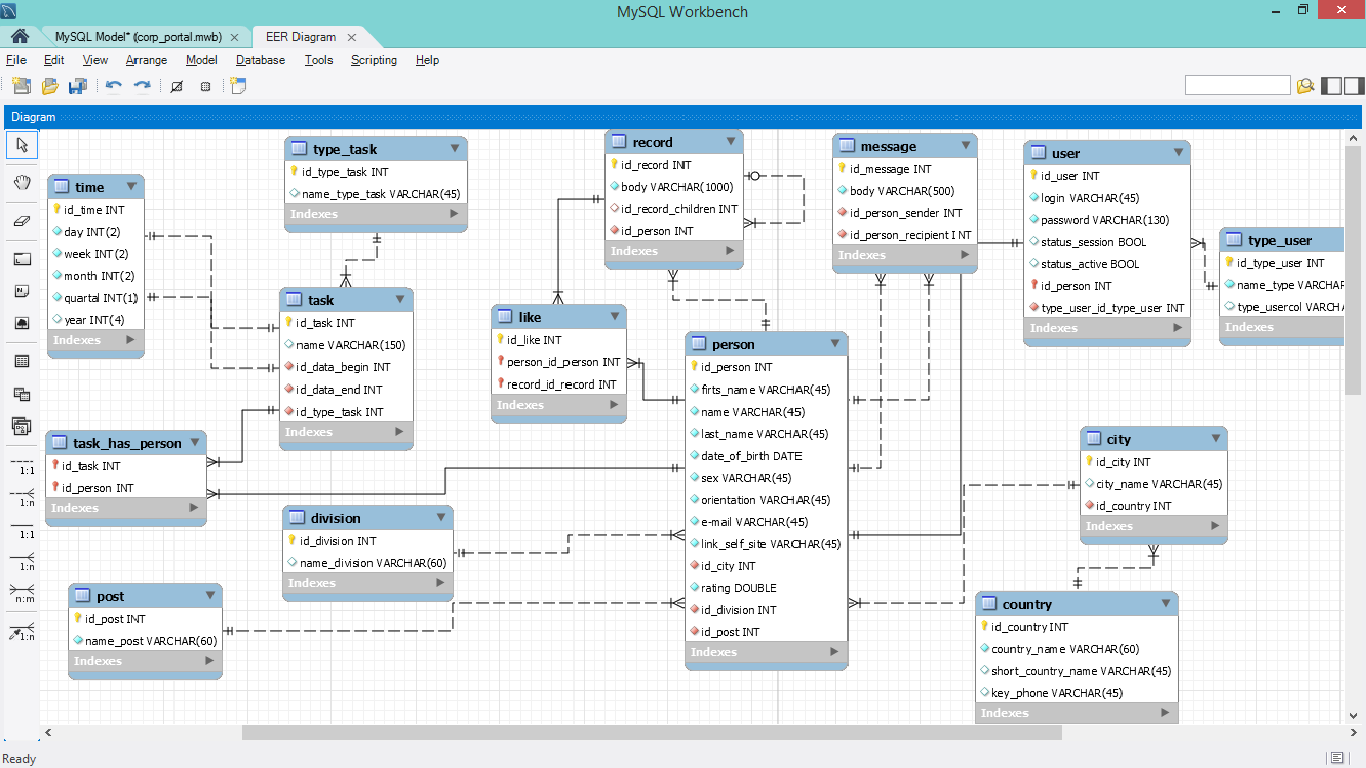 MySQL Workbench
MySQL Model* (corp_portal.mwb)
EER Diagram
File Edit View Arrange Model Database Tools Scripting Help
Diagram
time
id_time INT
day INT(2)
week INT(2)
month INT(2)
quartal INT(1)
year INT(4)
Indexes
type_task
id_type_task INT
name_type_task VARCHAR(45)
Indexes
task
id_task INT
name VARCHAR(150)
id_data_begin INT
id_data_end INT
id_type_task INT
Indexes
task_has_person
id_task INT
id_person INT
Indexes
division
id_division INT
name_division VARCHAR(60)
Indexes
post
id_post INT
name_post VARCHAR(60)
Indexes
record
id_record INT
body VARCHAR(1000)
id_record_children INT
id_person INT
Indexes
like
id_like INT
person_id_person INT
record_id_record INT
Indexes
person
id_person INT
firts_name VARCHAR(45)
name VARCHAR(45)
last_name VARCHAR(45)
date_of_birth DATE
sex VARCHAR(45)
orientation VARCHAR(45)
e-mail VARCHAR(45)
link_self_site VARCHAR(45)
id_city INT
rating DOUBLE
id_division INT
id_post INT
Indexes
message
id_message INT
body VARCHAR(500)
id_person_sender INT
id_person_recipient INT
Indexes
user
id_user INT
login VARCHAR(45)
password VARCHAR(130)
status_session BOOL
status_active BOOL
id_person INT
type_user_id_type_user INT
Indexes
type_user
id_type_user INT
name_type VARCHAR(
type_usercol VARCHA
Indexes
city
id_city INT
city_name VARCHAR(45)
id_country INT
Indexes
country
id_country INT
country_name VARCHAR(60)
short_country_name VARCHAR(45)
key_phone VARCHAR(45)
Indexes
1:1
1:n
1:1
1:n
n:m
1:n
Ready